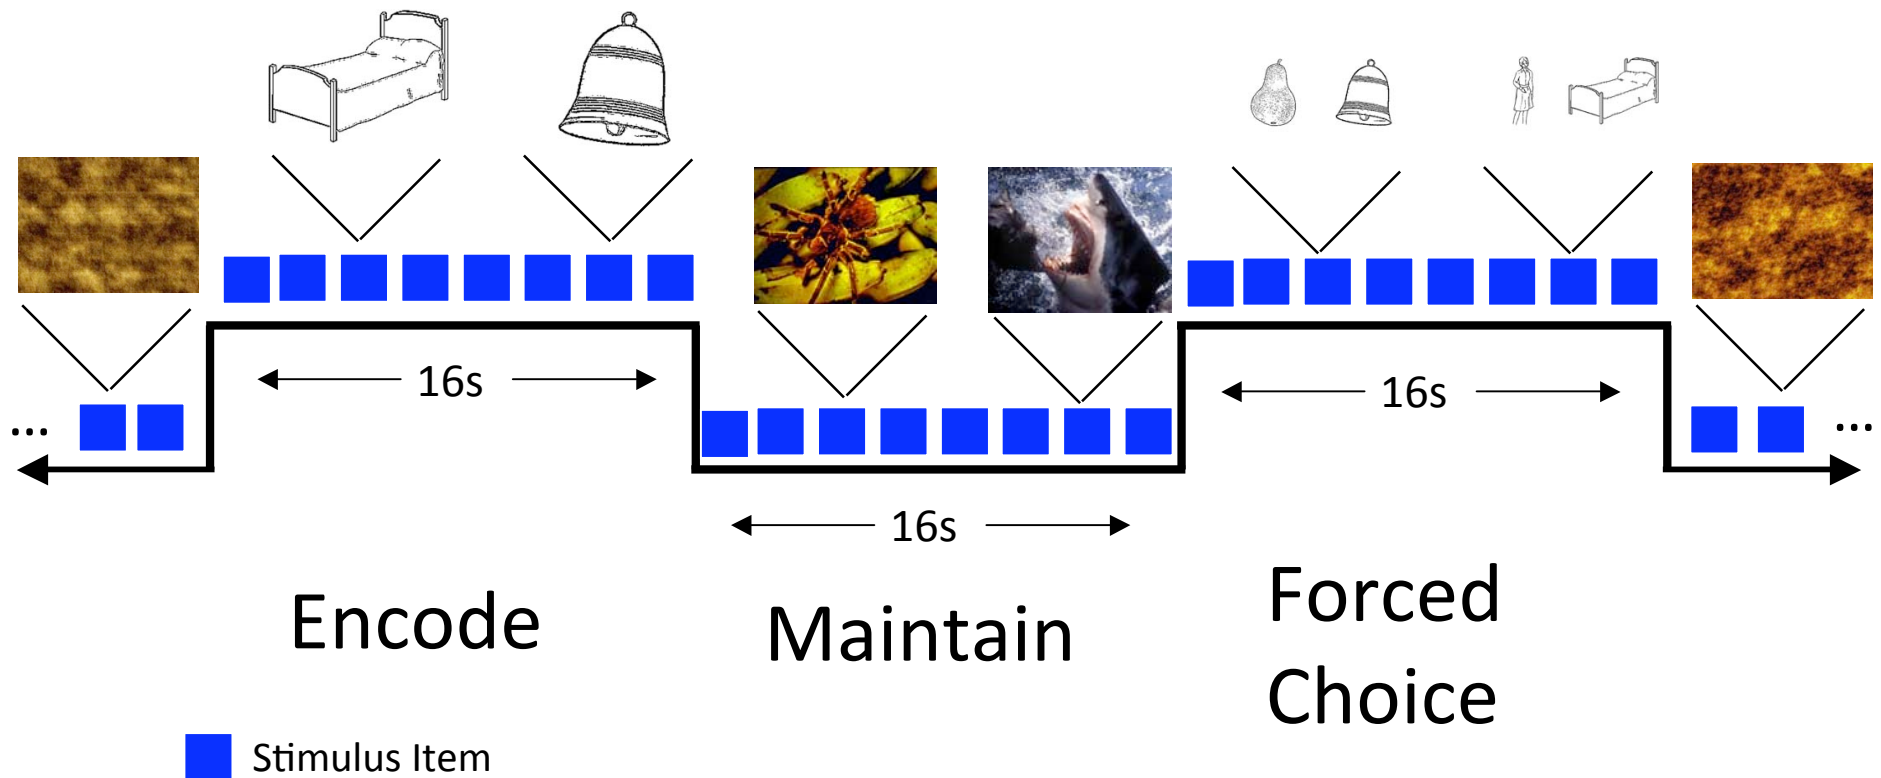 16s
16s
...
...
16s
Encode
Maintain
Forced
Choice
Stimulus Item